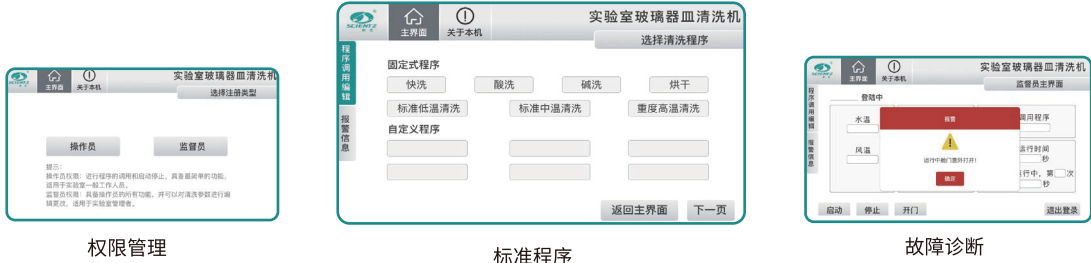 SCIENTZ
主界面
关于本机
实验室玻璃器皿清洗机
选择注册类型
操作员
监督员
提示：
操作员权限：进行程序的调用和启动停止，具备最简单的功能，
适用于实验室一般工作人员。
监督员权限：具备操作员的所有功能，并可以对清洗参数进行编
辑更改，适用于实验室管理者。
权限管理
SCIENTZ
主界面
关于本机
实验室玻璃器皿清洗机
选择清洗程序
程序调用编辑
报警信息
固定式程序
快洗 酸洗 碱洗 烘干
标准低温清洗 标准中温清洗 重度高温清洗
自定义程序
返回主界面 下一页
标准程序
SCIENTZ
主界面
关于本机
实验室玻璃器皿清洗机
监督员主界面
程序调用编辑
报警信息
登陆中
水温
风温
报警
运行中舱门意外打开！
确定
调用程序
运行时间
秒
行中，第 次
秒
启动 停止 开门 退出登录
故障诊断